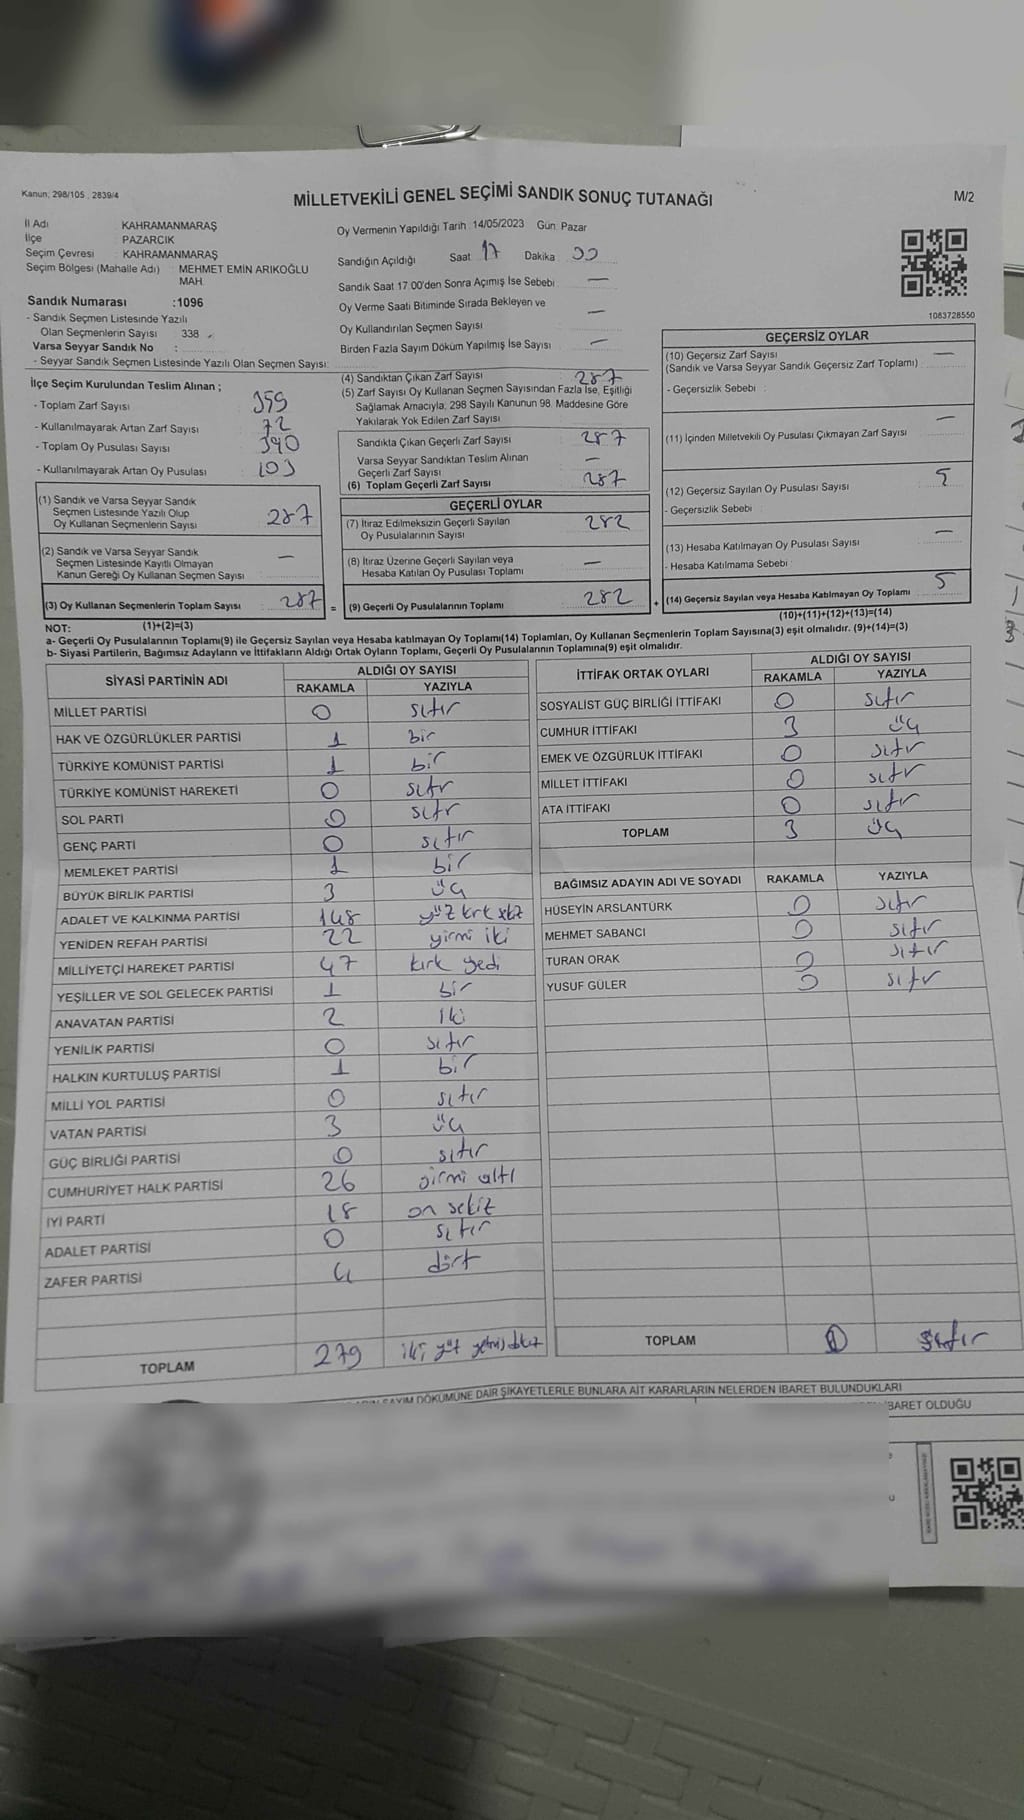 Kanun; 298/105 , 2839/4
MİLLETVEKİLİ GENEL SEÇİMİ SANDIK SONUÇ TUTANAĞI
M/2
İl Adı KAHRAMANMARAŞ
İlçe PAZARCIK
Seçim Çevresi : KAHRAMANMARAŞ
Seçim Bölgesi (Mahalle Adı) : MEHMET EMİN ARIKOĞLU
MAH.
Sandık Numarası :1096
- Sandık Seçmen Listesinde Yazılı
Olan Seçmenlerin Sayısı 338
Varsa Seyyar Sandık No :
- Seyyar Sandık Seçmen Listesinde Yazılı Olan Seçmen Sayısı:
Oy Vermenin Yapıldığı Tarih : 14/05/2023 Gün: Pazar
Sandığın Açıldığı Saat 17 Dakika 00
Sandık Saat 17.00'den Sonra Açımış İse Sebebi —
Oy Verme Saati Bitiminde Sırada Bekleyen ve
Oy Kullandırılan Seçmen Sayısı —
Birden Fazla Sayım Döküm Yapılmış İse Sayısı —
1083728550
İlçe Seçim Kurulundan Teslim Alınan ;
- Toplam Zarf Sayısı 359
- Kullanılmayarak Artan Zarf Sayısı 72
- Toplam Oy Pusulası Sayısı 390
- Kullanılmayarak Artan Oy Pusulası 103
(1) Sandık ve Varsa Seyyar Sandık
Seçmen Listesinde Yazılı Olup
Oy Kullanan Seçmenlerin Sayısı 287
(2) Sandık ve Varsa Seyyar Sandık
Seçmen Listesinde Kayıtlı Olmayan
Kanun Gereği Oy Kullanan Seçmen Sayısı —
(3) Oy Kullanan Seçmenlerin Toplam Sayısı 287 =
(4) Sandıktan Çıkan Zarf Sayısı 287
(5) Zarf Sayısı Oy Kullanan Seçmen Sayısından Fazla İse, Eşitliği
Sağlamak Amacıyla; 298 Sayılı Kanunun 98. Maddesine Göre
Yakılarak Yok Edilen Zarf Sayısı
Sandıkta Çıkan Geçerli Zarf Sayısı 287
Varsa Seyyar Sandıktan Teslim Alınan
Geçerli Zarf Sayısı —
(6) Toplam Geçerli Zarf Sayısı 287
GEÇERLİ OYLAR
(7) İtiraz Edilmeksizin Geçerli Sayılan
Oy Pusulalarının Sayısı 282
(8) İtiraz Üzerine Geçerli Sayılan veya
Hesaba Katılan Oy Pusulası Toplamı —
(9) Geçerli Oy Pusulalarının Toplamı 282 +
GEÇERSİZ OYLAR
(10) Geçersiz Zarf Sayısı —
(Sandık ve Varsa Seyyar Sandık Geçersiz Zarf Toplamı)
- Geçersizlik Sebebi :
(11) İçinden Milletvekili Oy Pusulası Çıkmayan Zarf Sayısı —
(12) Geçersiz Sayılan Oy Pusulası Sayısı 5
- Geçersizlik Sebebi :
(13) Hesaba Katılmayan Oy Pusulası Sayısı —
- Hesaba Katılmama Sebebi
(14) Geçersiz Sayılan veya Hesaba Katılmayan Oy Toplamı 5
(1)+(2)=(3)
(10)+(11)+(12)+(13)=(14)
NOT:
a- Geçerli Oy Pusulalarının Toplamı(9) ile Geçersiz Sayılan veya Hesaba katılmayan Oy Toplamı(14) Toplamları, Oy Kullanan Seçmenlerin Toplam Sayısına(3) eşit olmalıdır. (9)+(14)=(3)
b- Siyasi Partilerin, Bağımsız Adayların ve İttifakların Aldığı Ortak Oyların Toplamı, Geçerli Oy Pusulalarının Toplamına(9) eşit olmalıdır.
SİYASİ PARTİNİN ADI ALDIĞI OY SAYISI
RAKAMLA YAZIYLA
MİLLET PARTİSİ 0 sıfır
HAK VE ÖZGÜRLÜKLER PARTİSİ 1 bir
TÜRKİYE KOMÜNİST PARTİSİ 1 bir
TÜRKİYE KOMÜNİST HAREKETİ 0 sıfır
SOL PARTİ 0 sıfır
GENÇ PARTİ 0 sıfır
MEMLEKET PARTİSİ 1 bir
BÜYÜK BİRLİK PARTİSİ 3 üç
ADALET VE KALKINMA PARTİSİ 148 yüz kırk sekiz
YENİDEN REFAH PARTİSİ 22 yirmi iki
MİLLİYETÇİ HAREKET PARTİSİ 47 kırk yedi
YEŞİLLER VE SOL GELECEK PARTİSİ 1 bir
ANAVATAN PARTİSİ 2 iki
YENİLİK PARTİSİ 0 sıfır
HALKIN KURTULUŞ PARTİSİ 1 bir
MİLLİ YOL PARTİSİ 0 sıfır
VATAN PARTİSİ 3 üç
GÜÇ BİRLİĞİ PARTİSİ 0 sıfır
CUMHURİYET HALK PARTİSİ 26 yirmi altı
İYİ PARTİ 18 on sekiz
ADALET PARTİSİ 0 sıfır
ZAFER PARTİSİ 4 dört
TOPLAM 279 iki yüz yetmiş dokuz
İTTİFAK ORTAK OYLARI ALDIĞI OY SAYISI
RAKAMLA YAZIYLA
SOSYALİST GÜÇ BİRLİĞİ İTTİFAKI 0 sıfır
CUMHUR İTTİFAKI 3 üç
EMEK VE ÖZGÜRLÜK İTTİFAKI 0 sıfır
MİLLET İTTİFAKI 0 sıfır
ATA İTTİFAKI 0 sıfır
TOPLAM 3 üç
BAĞIMSIZ ADAYIN ADI VE SOYADI RAKAMLA YAZIYLA
HÜSEYİN ARSLANTÜRK 0 sıfır
MEHMET SABANCI 0 sıfır
TURAN ORAK 0 sıfır
YUSUF GÜLER 0 sıfır
TOPLAM 0 sıfır
SAYIM DÖKÜMÜNE DAİR ŞİKAYETLERLE BUNLARA AİT KARARLARIN NELERDEN İBARET BULUNDUKLARI
İBARET OLDUĞU